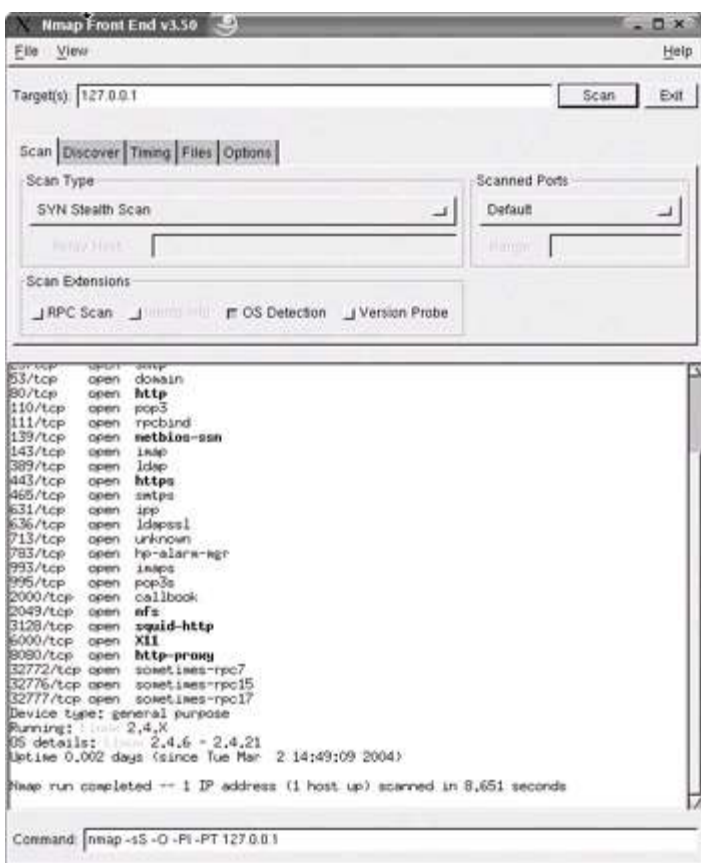 Nmap Front End v3.50
File View Help
Target(s): 127.0.0.1 Scan Exit
Scan Discover Timing Files Options
Scan Type
SYN Stealth Scan
Relay Host:
Scanned Ports
Default
Range:
Scan Extensions
RPC Scan OS Detection Version Probe
25/tcp open smtp
53/tcp open domain
80/tcp open http
110/tcp open pop3
111/tcp open rpcbind
139/tcp open netbios-ssn
143/tcp open imap
389/tcp open ldap
443/tcp open https
465/tcp open smtps
631/tcp open ipp
636/tcp open ldapssl
713/tcp open unknown
783/tcp open hp-alarm-mgr
993/tcp open imaps
995/tcp open pop3s
2000/tcp open callbook
2049/tcp open nfs
3128/tcp open squid-http
6000/tcp open X11
8080/tcp open http-proxy
32772/tcp open sometimes-rpc7
32776/tcp open sometimes-rpc15
32777/tcp open sometimes-rpc17
Device type: general purpose
Running: Linux 2.4.X
OS details: Linux 2.4.6 - 2.4.21
Uptime 0.002 days (since Tue Mar 2 14:49:09 2004)
Nmap run completed -- 1 IP address (1 host up) scanned in 8.651 seconds
Command: nmap -sS -O -PI -PT 127.0.0.1